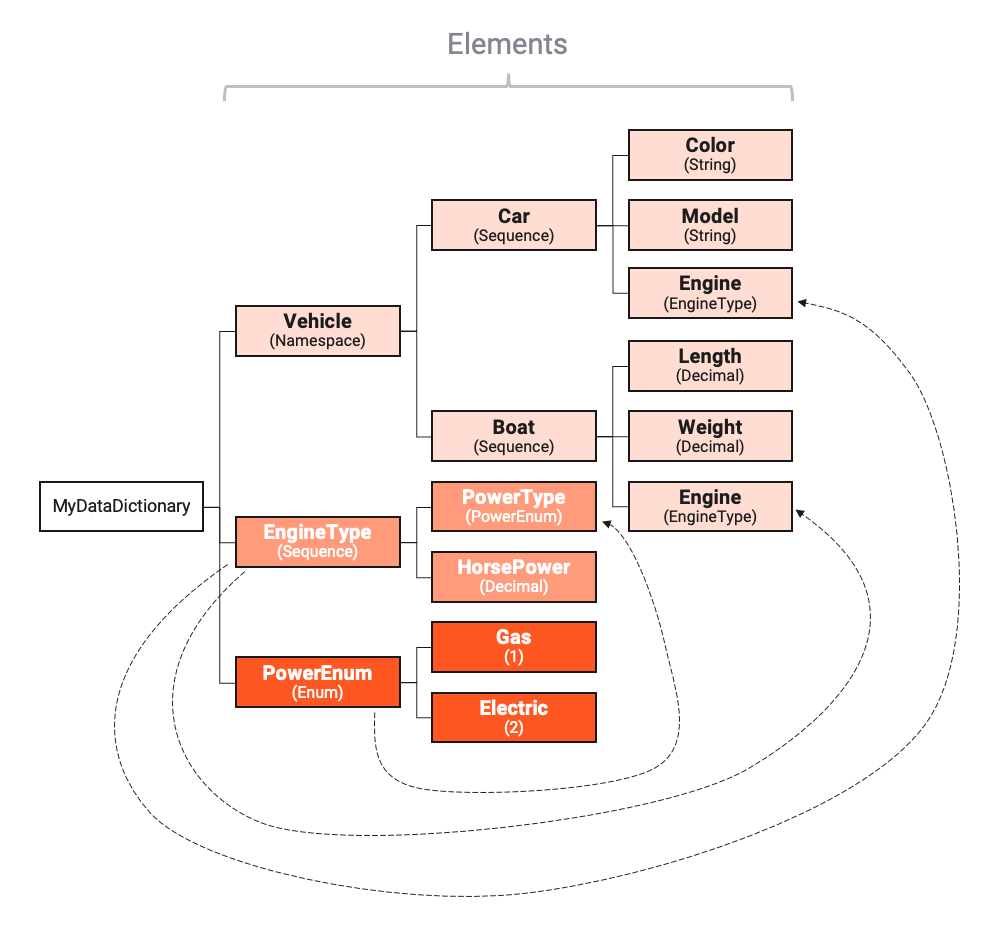 Elements
Color
(String)
Car
(Sequence)
Model
(String)
Engine
(EngineType)
Vehicle
(Namespace)
Length
(Decimal)
Boat
(Sequence)
Weight
(Decimal)
Engine
(EngineType)
MyDataDictionary
PowerType
(PowerEnum)
EngineType
(Sequence)
HorsePower
(Decimal)
Gas
(1)
PowerEnum
(Enum)
Electric
(2)